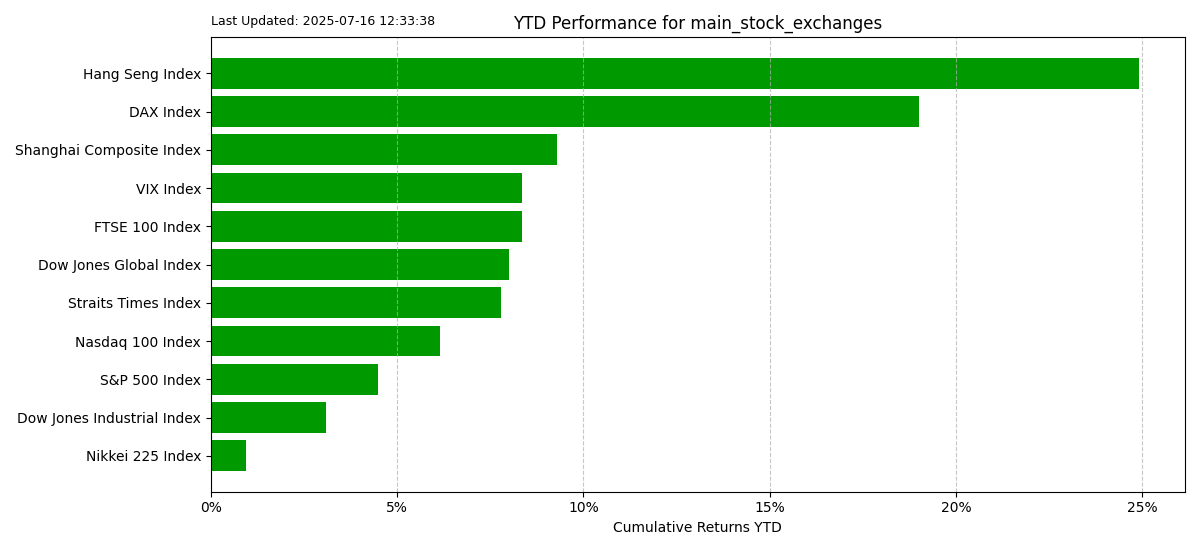 Last Updated: 2025-07-16 12:33:38
YTD Performance for main_stock_exchanges
Hang Seng Index
DAX Index
Shanghai Composite Index
VIX Index
FTSE 100 Index
Dow Jones Global Index
Straits Times Index
Nasdaq 100 Index
S&P 500 Index
Dow Jones Industrial Index
Nikkei 225 Index
0% 5% 10% 15% 20% 25%
Cumulative Returns YTD